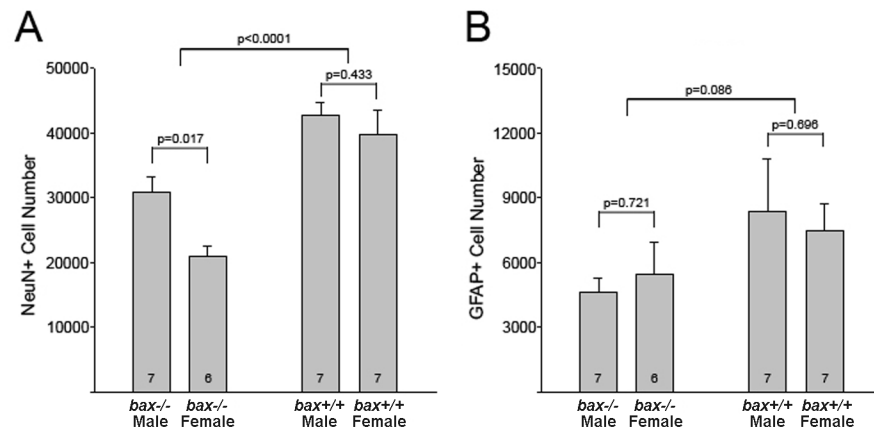 A
p<0.0001
50000
p=0.433
40000
p=0.017
30000
20000
10000
NeuN+ Cell Number
7
6
7
7
bax-/- bax-/- bax+/+ bax+/+
Male Female Male Female
B
15000
p=0.086
12000
p=0.696
9000
p=0.721
6000
3000
GFAP+ Cell Number
7
6
7
7
bax-/- bax-/- bax+/+ bax+/+
Male Female Male Female